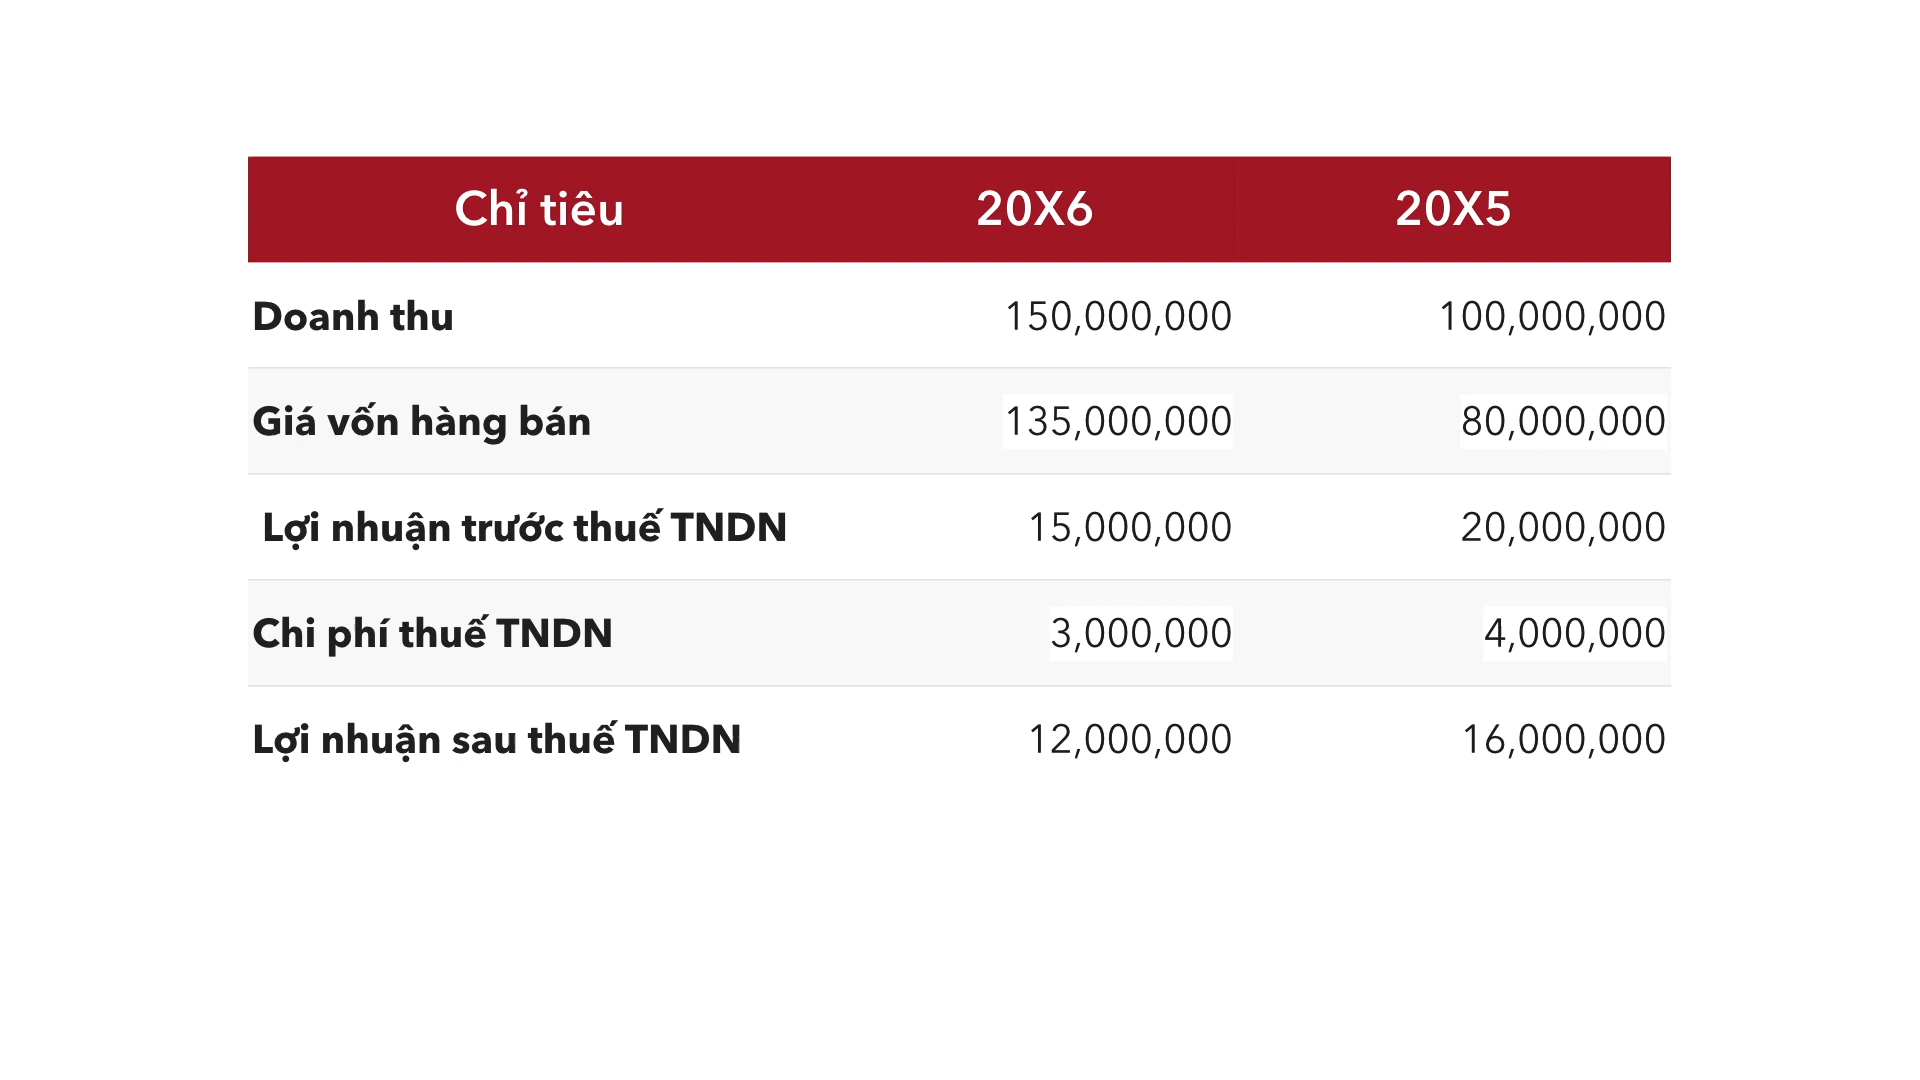 Chỉ tiêu 20X6 20X5
Doanh thu 150,000,000 100,000,000
Giá vốn hàng bán 135,000,000 80,000,000
Lợi nhuận trước thuế TNDN 15,000,000 20,000,000
Chi phí thuế TNDN 3,000,000 4,000,000
Lợi nhuận sau thuế TNDN 12,000,000 16,000,000